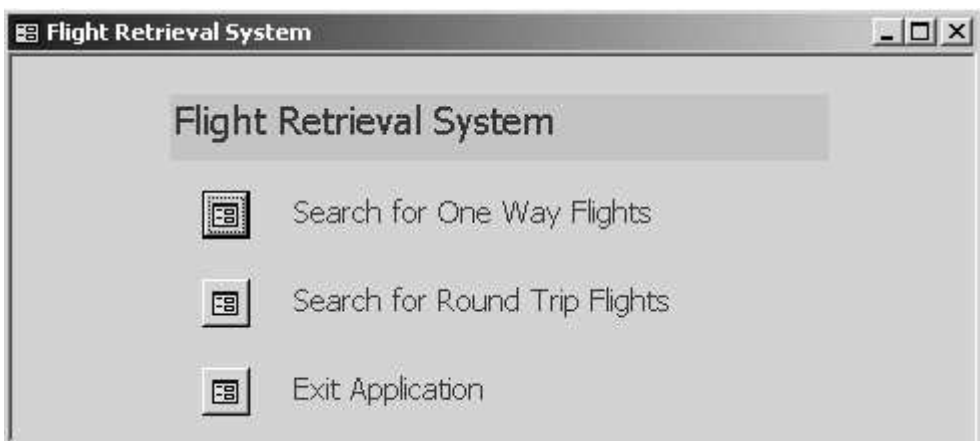 Flight Retrieval System
Flight Retrieval System
Search for One Way Flights
Search for Round Trip Flights
Exit Application